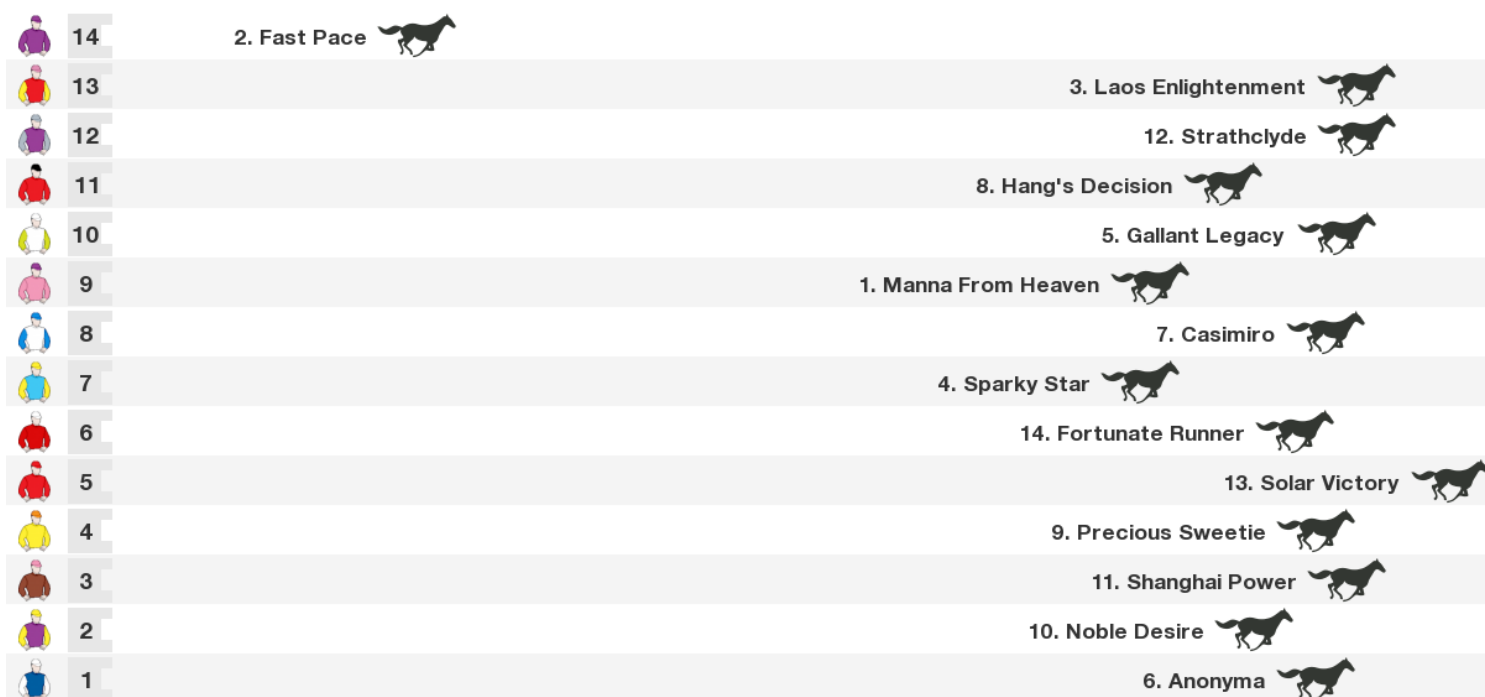 14 2. Fast Pace
13 3. Laos Enlightenment
12 12. Strathclyde
11 8. Hang's Decision
10 5. Gallant Legacy
9 1. Manna From Heaven
8 7. Casimiro
7 4. Sparky Star
6 14. Fortunate Runner
5 13. Solar Victory
4 9. Precious Sweetie
3 11. Shanghai Power
2 10. Noble Desire
1 6. Anonyma